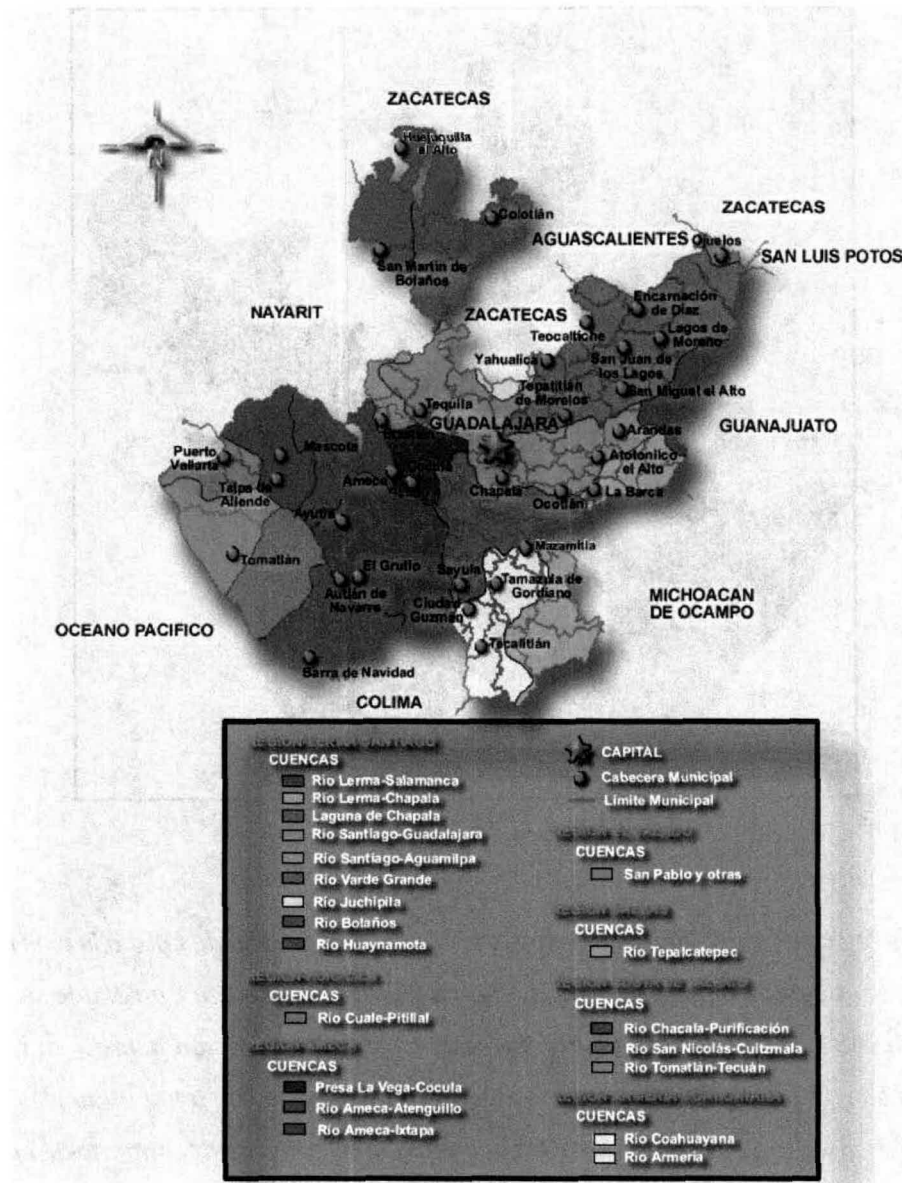 ZACATECAS
Huejuquilla
el Alto
N
Colotlán
ZACATECAS
AGUASCALIENTES
Ojuelos
SAN LUIS POTOS
San Martín de
Bolaños
NAYARIT
Encarnación
de Díaz
ZACATECAS
Teocaltiche
Lagos de
Moreno
Yahualica
San Juan de
los Lagos
Tepatitlán
de Morelos
San Miguel el Alto
Tequila
GUADALAJARA
Arandas
GUANAJUATO
Puerto
Vallarta
Mascota
Atotonilco
el Alto
Ameca
Cocula
Talpa de
Allende
Chapala
La Barca
Ocotlán
Ayutla
Mazamitla
Tomatlán
El Grullo
Sayula
Tamazula de
Gordiano
Autlán de
Navarro
Ciudad
Guzmán
MICHOACAN
DE OCAMPO
OCEANO PACIFICO
Tecalitlán
Barra de Navidad
COLIMA
CUENCAS
Río Lerma-Salamanca
Río Lerma-Chapala
Laguna de Chapala
Río Santiago-Guadalajara
Río Santiago-Aguamilpa
Río Varde Grande
Río Juchipila
Río Bolaños
Río Huaynamota
CUENCAS
Río Cuale-Pitillal
CUENCAS
Presa La Vega-Cocula
Río Ameca-Atenguillo
Río Ameca-Ixtapa
CAPITAL
Cabecera Municipal
Límite Municipal
CUENCAS
San Pablo y otras
CUENCAS
Río Tepalcatepec
CUENCAS
Río Chacala-Purificación
Río San Nicolás-Cuitzmala
Río Tomatlán-Tecuán
CUENCAS
Río Coahuayana
Río Armería